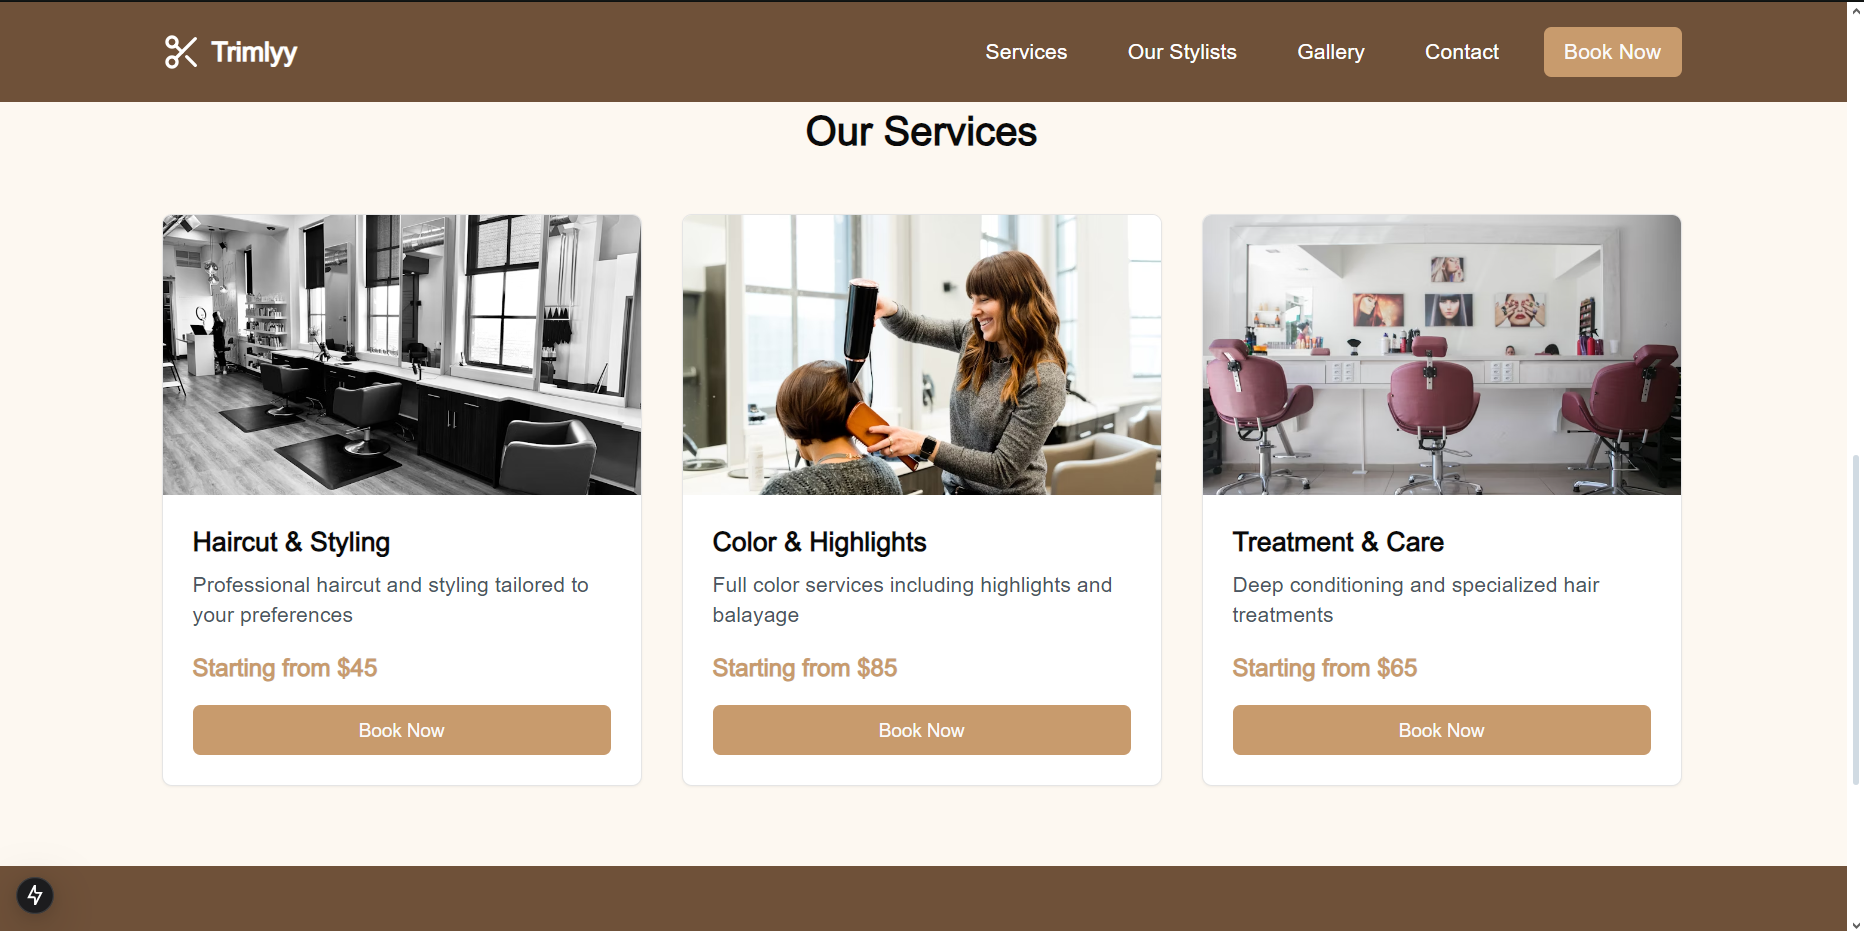 Trimlyy
Services
Our Stylists
Gallery
Contact
Book Now
Our Services
Haircut & Styling
Professional haircut and styling tailored to
your preferences
Starting from $45
Book Now
Color & Highlights
Full color services including highlights and
balayage
Starting from $85
Book Now
Treatment & Care
Deep conditioning and specialized hair
treatments
Starting from $65
Book Now